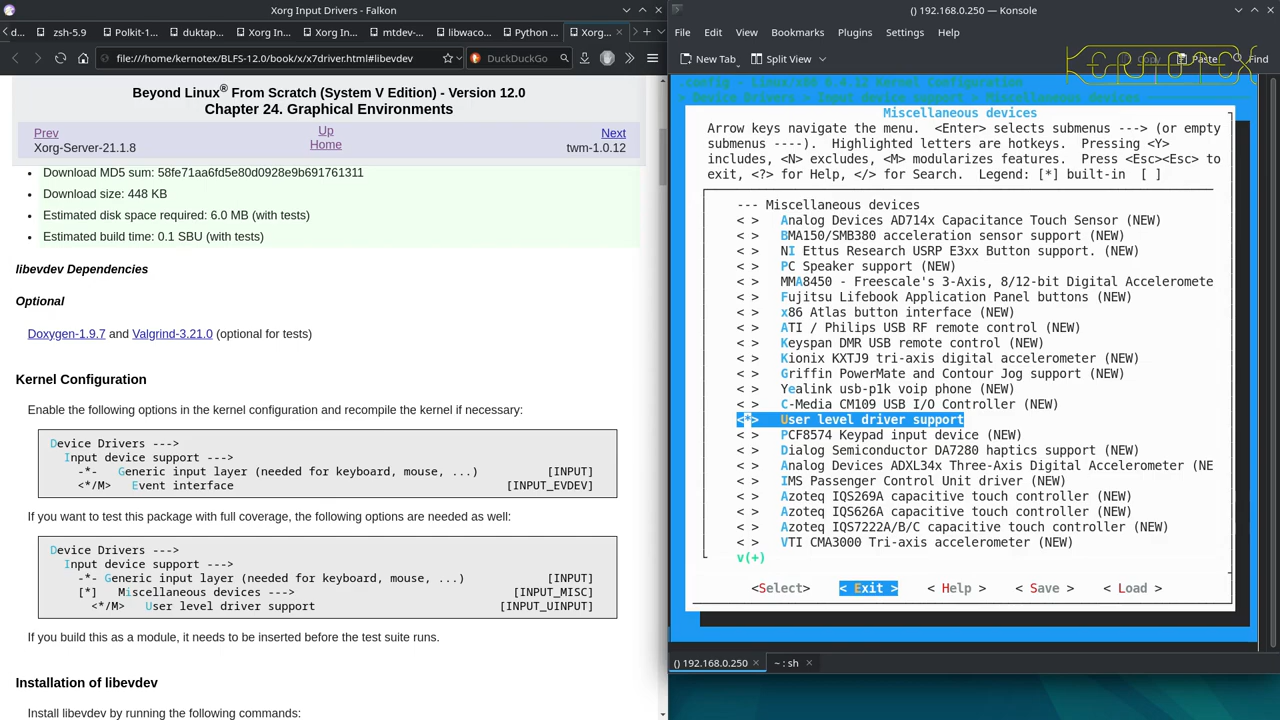 Xorg Input Drivers - Falkon
d...
zsh-5.9
Polkit-1...
duktap...
Xorg In...
Xorg In...
mtdev-...
libwaco...
Python ...
Xorg...
file:///home/kernotex/BLFS-12.0/book/x/x7driver.html#libevdev
DuckDuckGo
Beyond Linux® From Scratch (System V Edition) - Version 12.0
Chapter 24. Graphical Environments
Prev
Up
Next
Xorg-Server-21.1.8
Home
twm-1.0.12
Download MD5 sum: 58fe71aa6fd5e80d0928e9b691761311
Download size: 448 KB
Estimated disk space required: 6.0 MB (with tests)
Estimated build time: 0.1 SBU (with tests)
libevdev Dependencies
Optional
Doxygen-1.9.7 and Valgrind-3.21.0 (optional for tests)
Kernel Configuration
Enable the following options in the kernel configuration and recompile the kernel if necessary:
Device Drivers --->
Input device support --->
-*- Generic input layer (needed for keyboard, mouse, ...) [INPUT]
<*/M> Event interface [INPUT_EVDEV]
If you want to test this package with full coverage, the following options are needed as well:
Device Drivers --->
Input device support --->
-*- Generic input layer (needed for keyboard, mouse, ...) [INPUT]
[*] Miscellaneous devices ---> [INPUT_MISC]
<*/M> User level driver support [INPUT_UINPUT]
If you build this as a module, it needs to be inserted before the test suite runs.
Installation of libevdev
Install libevdev by running the following commands:
() 192.168.0.250 — Konsole
File Edit View Bookmarks Plugins Settings Help
New Tab
Split View
Copy
Paste
Find
KERNOTEX
.config - Linux/x86 6.4.12 Kernel Configuration
> Device Drivers > Input device support > Miscellaneous devices
Miscellaneous devices
Arrow keys navigate the menu. <Enter> selects submenus ---> (or empty
submenus ----). Highlighted letters are hotkeys. Pressing <Y>
includes, <N> excludes, <M> modularizes features. Press <Esc><Esc> to
exit, <?> for Help, </> for Search. Legend: [*] built-in [ ]
--- Miscellaneous devices
< > Analog Devices AD714x Capacitance Touch Sensor (NEW)
< > BMA150/SMB380 acceleration sensor support (NEW)
< > NI Ettus Research USRP E3xx Button support. (NEW)
< > PC Speaker support (NEW)
< > MMA8450 - Freescale's 3-Axis, 8/12-bit Digital Acceleromete
< > Fujitsu Lifebook Application Panel buttons (NEW)
< > x86 Atlas button interface (NEW)
< > ATI / Philips USB RF remote control (NEW)
< > Keyspan DMR USB remote control (NEW)
< > Kionix KXTJ9 tri-axis digital accelerometer (NEW)
< > Griffin PowerMate and Contour Jog support (NEW)
< > Yealink usb-p1k voip phone (NEW)
< > C-Media CM109 USB I/O Controller (NEW)
<*> User level driver support
< > PCF8574 Keypad input device (NEW)
< > Dialog Semiconductor DA7280 haptics support (NEW)
< > Analog Devices ADXL34x Three-Axis Digital Accelerometer (NE
< > IMS Passenger Control Unit driver (NEW)
< > Azoteq IQS269A capacitive touch controller (NEW)
< > Azoteq IQS626A capacitive touch controller (NEW)
< > Azoteq IQS7222A/B/C capacitive touch controller (NEW)
< > VTI CMA3000 Tri-axis accelerometer (NEW)
v(+)
<Select> < Exit > < Help > < Save > < Load >
() 192.168.0.250
~ : sh